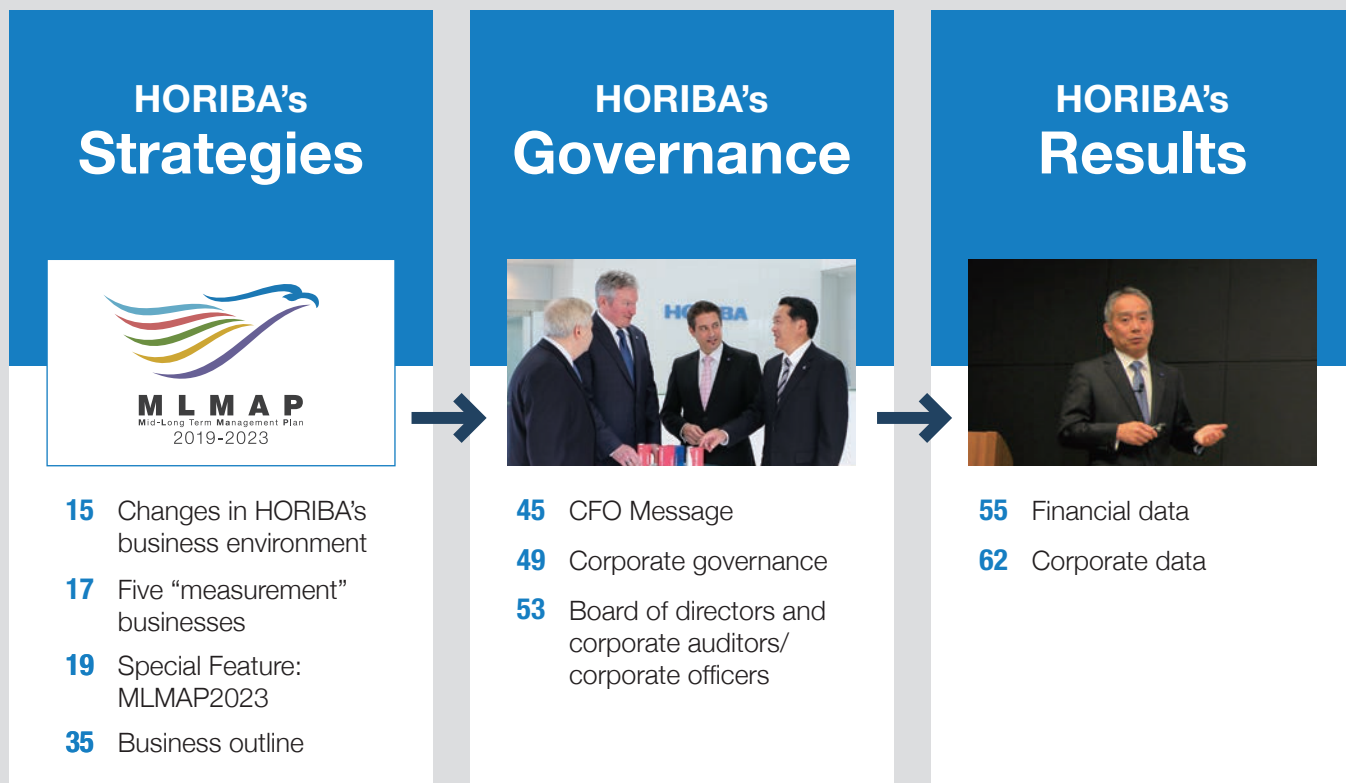 HORIBA's
Strategies
MLMAP
Mid-Long Term Management Plan
2019-2023
15 Changes in HORIBA's
business environment
17 Five “measurement”
businesses
19 Special Feature:
MLMAP2023
35 Business outline
HORIBA's
Governance
HORIBA
45 CFO Message
49 Corporate governance
53 Board of directors and
corporate auditors/
corporate officers
HORIBA's
Results
55 Financial data
62 Corporate data